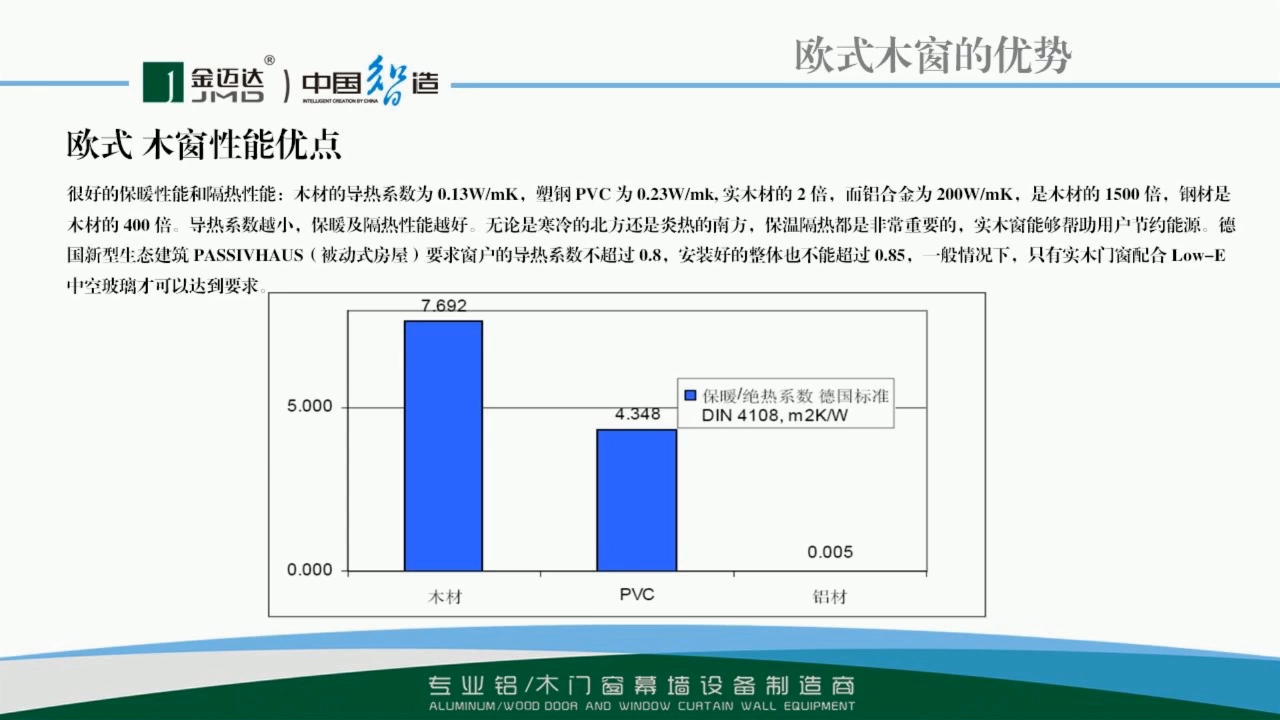 欧式木窗的优势
金迈达®
JMD
中国智造
INTELLIGENT CREATION BY CHINA
欧式 木窗性能优点
很好的保暖性能和隔热性能：木材的导热系数为 0.13W/mK，塑钢 PVC 为 0.23W/mk, 实木材的 2 倍，而铝合金为 200W/mK，是木材的 1500 倍，钢材是
木材的 400 倍。导热系数越小，保暖及隔热性能越好。无论是寒冷的北方还是炎热的南方，保温隔热都是非常重要的，实木窗能够帮助用户节约能源。德
国新型生态建筑 PASSIVHAUS（被动式房屋）要求窗户的导热系数不超过 0.8，安装好的整体也不能超过 0.85，一般情况下，只有实木门窗配合 Low-E
中空玻璃才可以达到要求。
7.692
5.000
4.348
保暖/绝热系数 德国标准
DIN 4108, m2K/W
0.005
0.000
木材
PVC
铝材
专业铝/木门窗幕墙设备制造商
ALUMINUM/WOOD DOOR AND WINDOW CURTAIN WALL EQUIPMENT